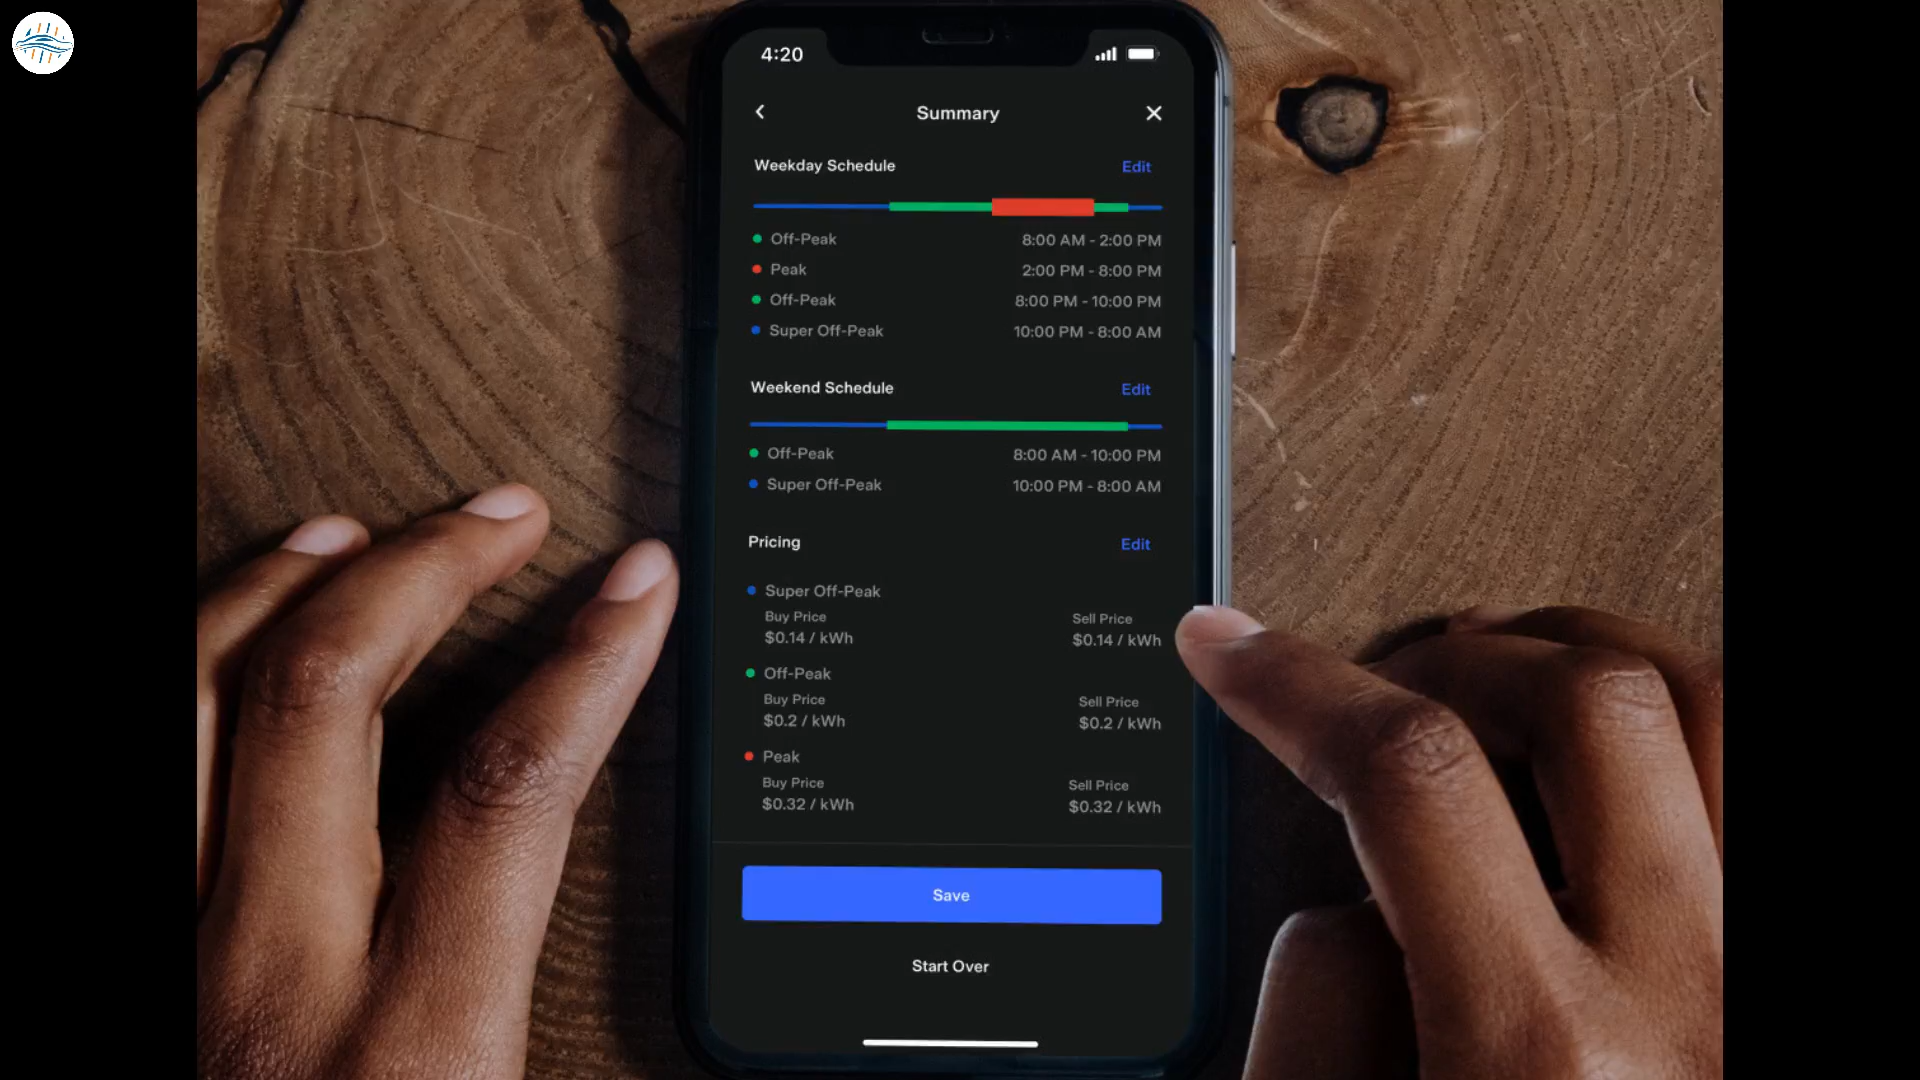 4:20
Summary
Weekday Schedule Edit
Off-Peak 8:00 AM - 2:00 PM
Peak 2:00 PM - 8:00 PM
Off-Peak 8:00 PM - 10:00 PM
Super Off-Peak 10:00 PM - 8:00 AM
Weekend Schedule Edit
Off-Peak 8:00 AM - 10:00 PM
Super Off-Peak 10:00 PM - 8:00 AM
Pricing Edit
Super Off-Peak
Buy Price Sell Price
$0.14 / kWh $0.14 / kWh
Off-Peak
Buy Price Sell Price
$0.2 / kWh $0.2 / kWh
Peak
Buy Price Sell Price
$0.32 / kWh $0.32 / kWh
Save
Start Over